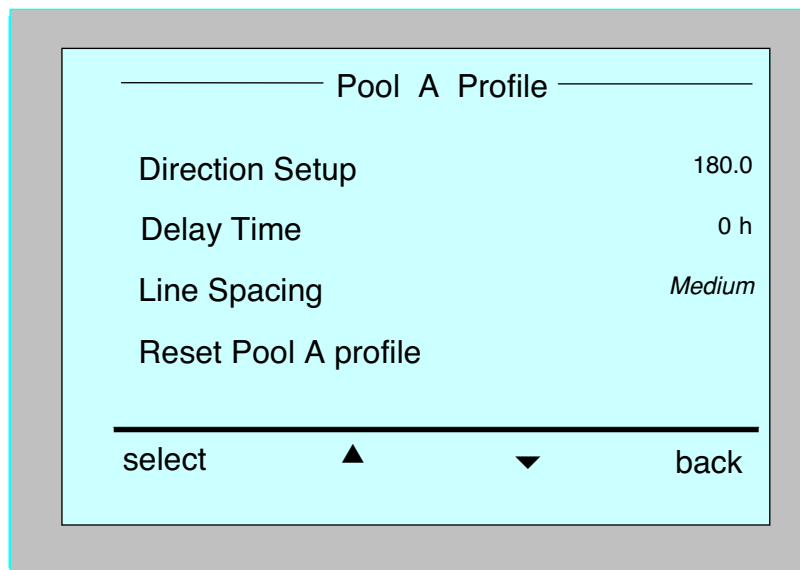 Pool A Profile
Direction Setup 180.0
Delay Time 0 h
Line Spacing Medium
Reset Pool A profile
select ▲ ▼ back